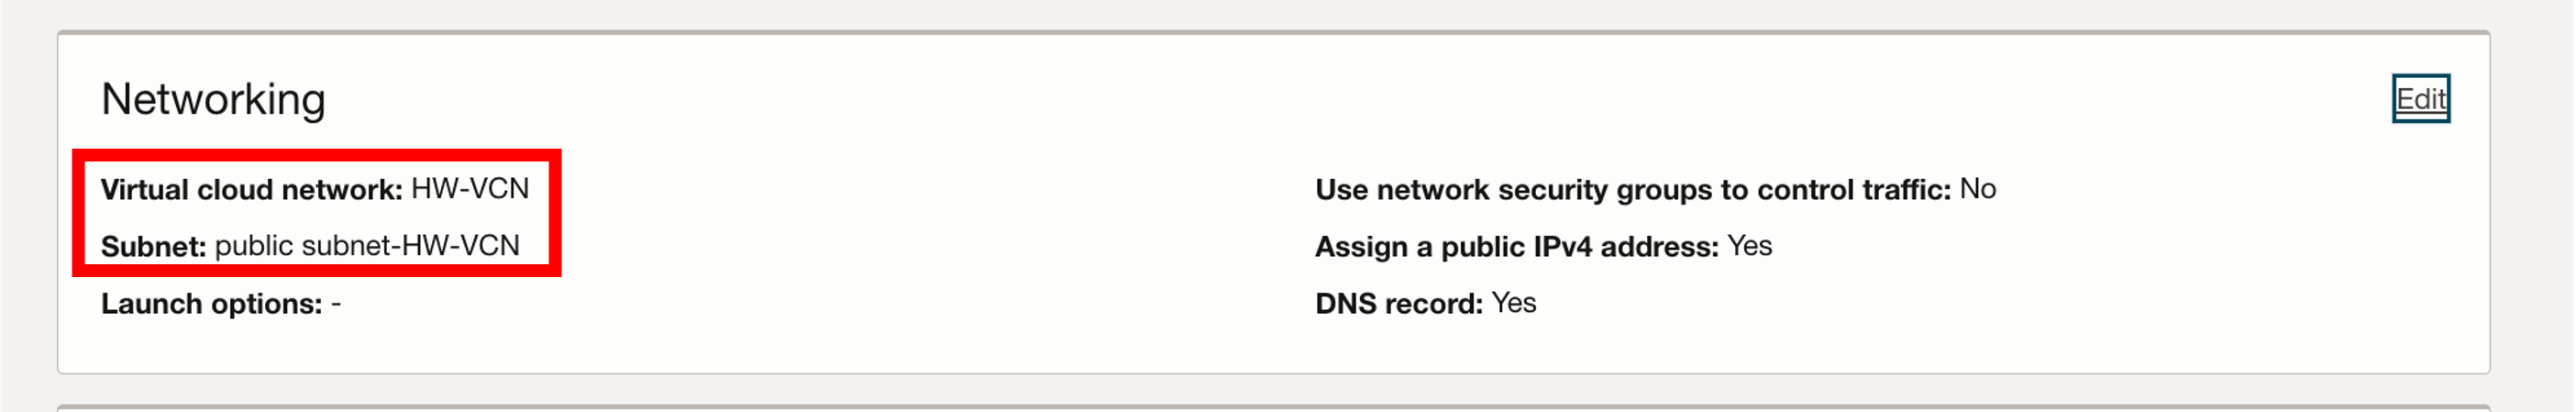 Networking
Edit
Virtual cloud network: HW-VCN
Subnet: public subnet-HW-VCN
Launch options: -
Use network security groups to control traffic: No
Assign a public IPv4 address: Yes
DNS record: Yes